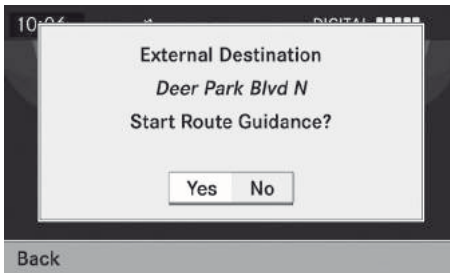 External Destination
Deer Park Blvd N
Start Route Guidance?
Yes No
Back